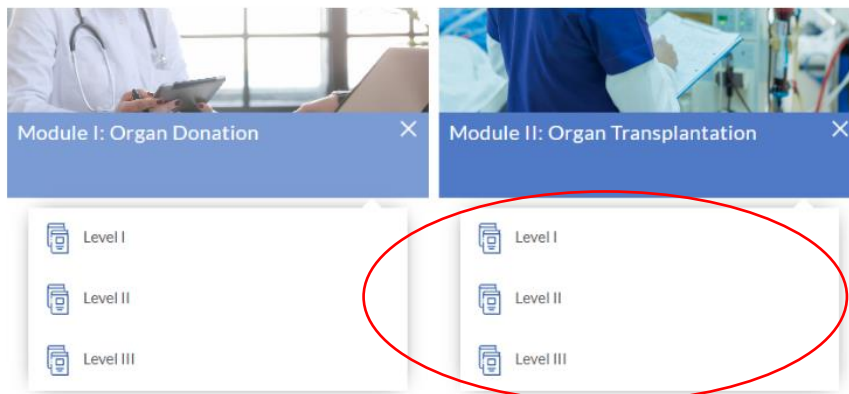 Module I: Organ Donation
Level I
Level II
Level III
Module II: Organ Transplantation
Level I
Level II
Level III